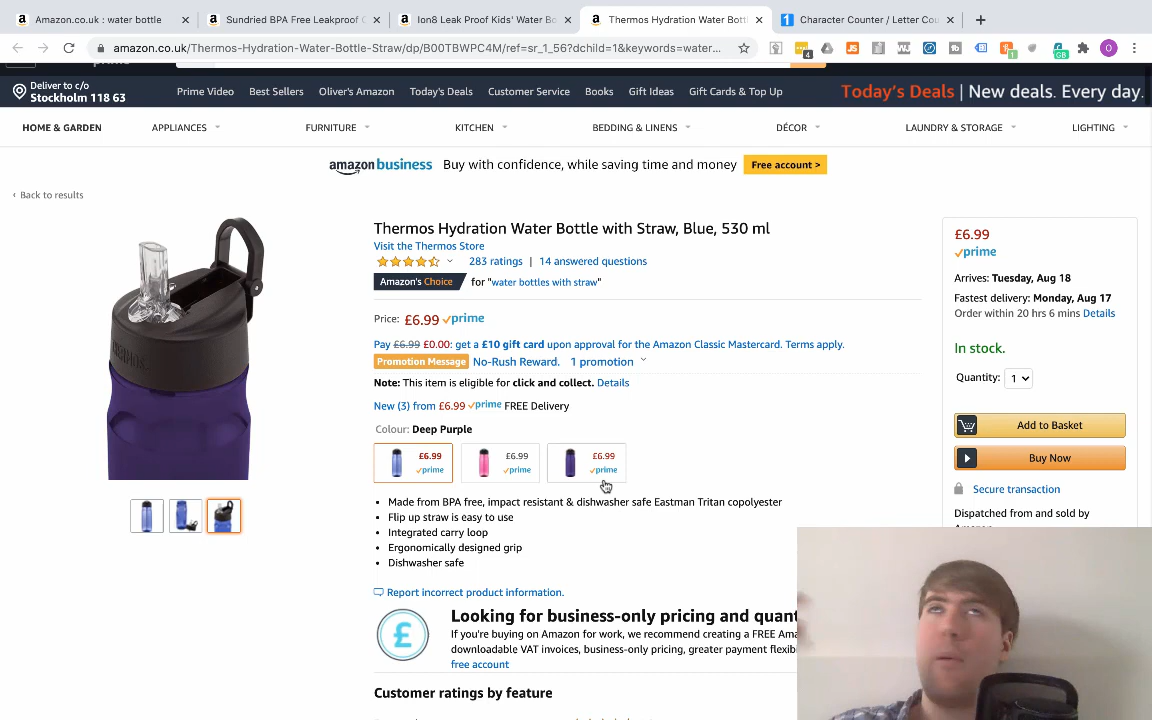 Amazon.co.uk : water bottle
Sundried BPA Free Leakproof C
Ion8 Leak Proof Kids' Water Bo
Thermos Hydration Water Bottl
Character Counter / Letter Cou
amazon.co.uk/Thermos-Hydration-Water-Bottle-Straw/dp/B00TBWPC4M/ref=sr_1_56?dchild=1&keywords=water...
prime
Deliver to c/o
Stockholm 118 63
Prime Video
Best Sellers
Oliver's Amazon
Today's Deals
Customer Service
Books
Gift Ideas
Gift Cards & Top Up
Today's Deals | New deals. Every day.
HOME & GARDEN
APPLIANCES
FURNITURE
KITCHEN
BEDDING & LINENS
DÉCOR
LAUNDRY & STORAGE
LIGHTING
amazon business Buy with confidence, while saving time and money Free account >
‹ Back to results
Thermos Hydration Water Bottle with Straw, Blue, 530 ml
Visit the Thermos Store
283 ratings | 14 answered questions
Amazon's Choice for "water bottles with straw"
Price: £6.99 prime
Pay £6.99 £0.00: get a £10 gift card upon approval for the Amazon Classic Mastercard. Terms apply.
Promotion Message No-Rush Reward. 1 promotion
Note: This item is eligible for click and collect. Details
New (3) from £6.99 prime FREE Delivery
Colour: Deep Purple
£6.99 prime
£6.99 prime
£6.99 prime
• Made from BPA free, impact resistant & dishwasher safe Eastman Tritan copolyester
• Flip up straw is easy to use
• Integrated carry loop
• Ergonomically designed grip
• Dishwasher safe
Report incorrect product information.
Looking for business-only pricing and quant
If you're buying on Amazon for work, we recommend creating a FREE Ama
downloadable VAT invoices, business-only pricing, greater payment flexibi
free account
Customer ratings by feature
£6.99
prime
Arrives: Tuesday, Aug 18
Fastest delivery: Monday, Aug 17
Order within 20 hrs 6 mins Details
In stock.
Quantity: 1
Add to Basket
Buy Now
Secure transaction
Dispatched from and sold by